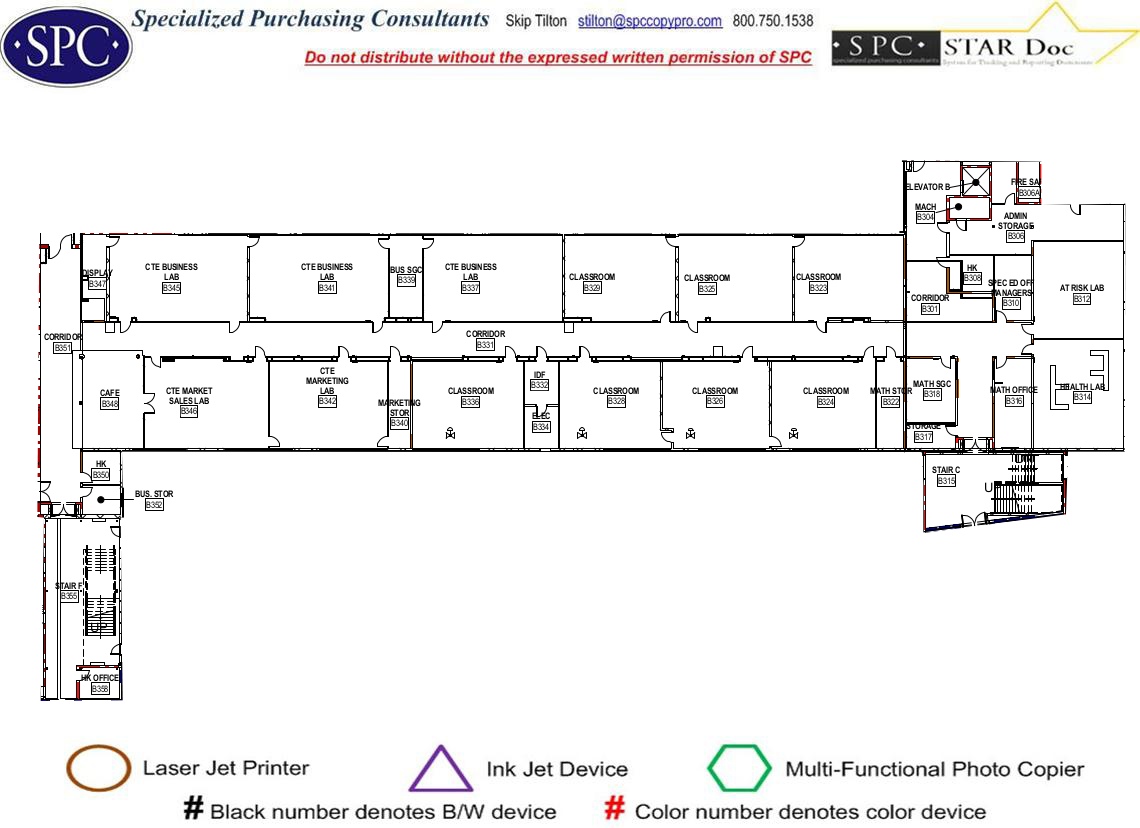 Specialized Purchasing Consultants Skip Tilton stilton@spccopypro.com 800.750.1538
Do not distribute without the expressed written permission of SPC
·SPC·
·SPC· STAR Doc
specialized purchasing consultants System for Tracking and Reporting Documents
ELEVATOR B
FIRE SA
B306A
MACH
B304
ADMIN
STORAGE
B306
DISPLAY
B347
CTE BUSINESS
LAB
B345
CTE BUSINESS
LAB
B341
BUS SGC
B339
CTE BUSINESS
LAB
B337
CLASSROOM
B329
CLASSROOM
B325
CLASSROOM
B323
HK
B308
CORRIDOR
B301
SPEC ED OFF
MANAGERS
B310
AT RISK LAB
B312
CORRIDOR
B351
CORRIDOR
B331
CAFE
B348
CTE MARKET
SALES LAB
B346
CTE
MARKETING
LAB
B342
MARKETING
STOR
B340
CLASSROOM
B336
IDF
B332
ELEC
B334
CLASSROOM
B328
CLASSROOM
B326
CLASSROOM
B324
MATH STOR
B322
MATH SGC
B318
STORAGE
B317
MATH OFFICE
B316
HEALTH LAB
B314
HK
B350
BUS. STOR
B352
STAIR C
B315
U
U
STAIR F
B355
UP
HK OFFICE
B358
Laser Jet Printer
Ink Jet Device
Multi-Functional Photo Copier
# Black number denotes B/W device
# Color number denotes color device